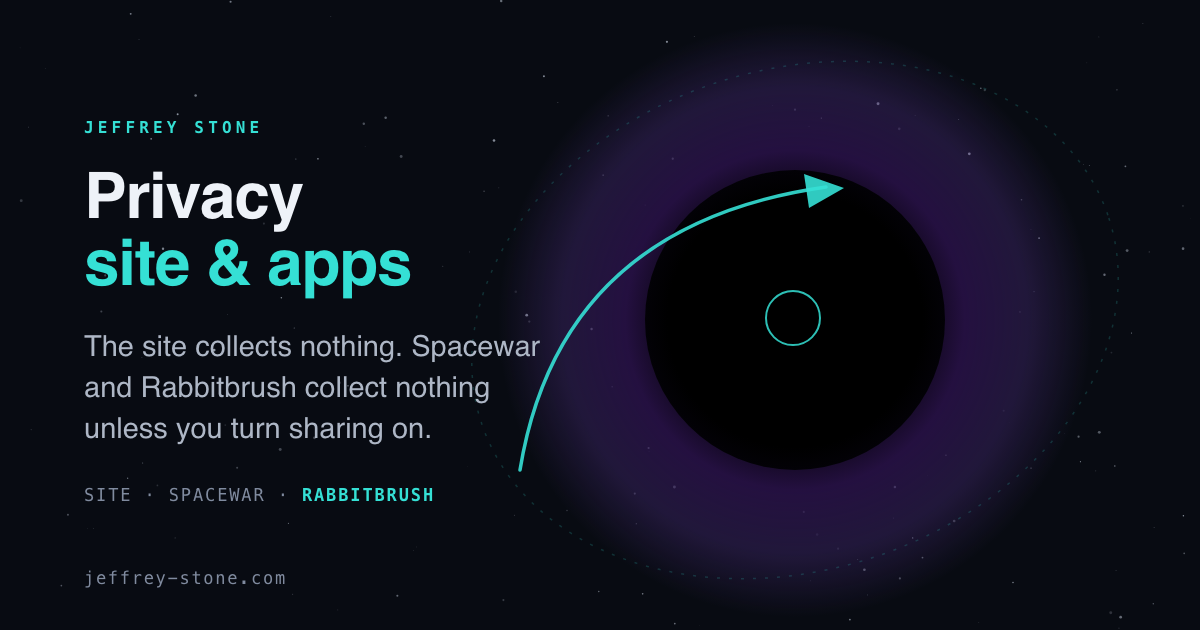 JEFFREY STONE
Privacy
site & apps
The site collects nothing. Spacewar
and Rabbitbrush collect nothing
unless you turn sharing on.
SITE · SPACEWAR · RABBITBRUSH
jeffrey-stone.com